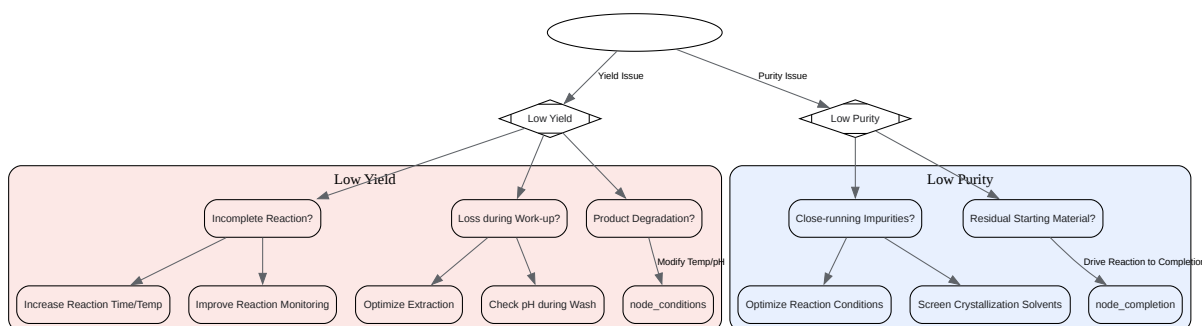 Yield Issue
Purity Issue
Low Yield
Low Purity
Low Yield
Low Purity
Incomplete Reaction?
Loss during Work-up?
Product Degradation?
Close-running Impurities?
Residual Starting Material?
Modify Temp/pH
Drive Reaction to Completion
Increase Reaction Time/Temp
Improve Reaction Monitoring
Optimize Extraction
Check pH during Wash
node_conditions
Optimize Reaction Conditions
Screen Crystallization Solvents
node_completion